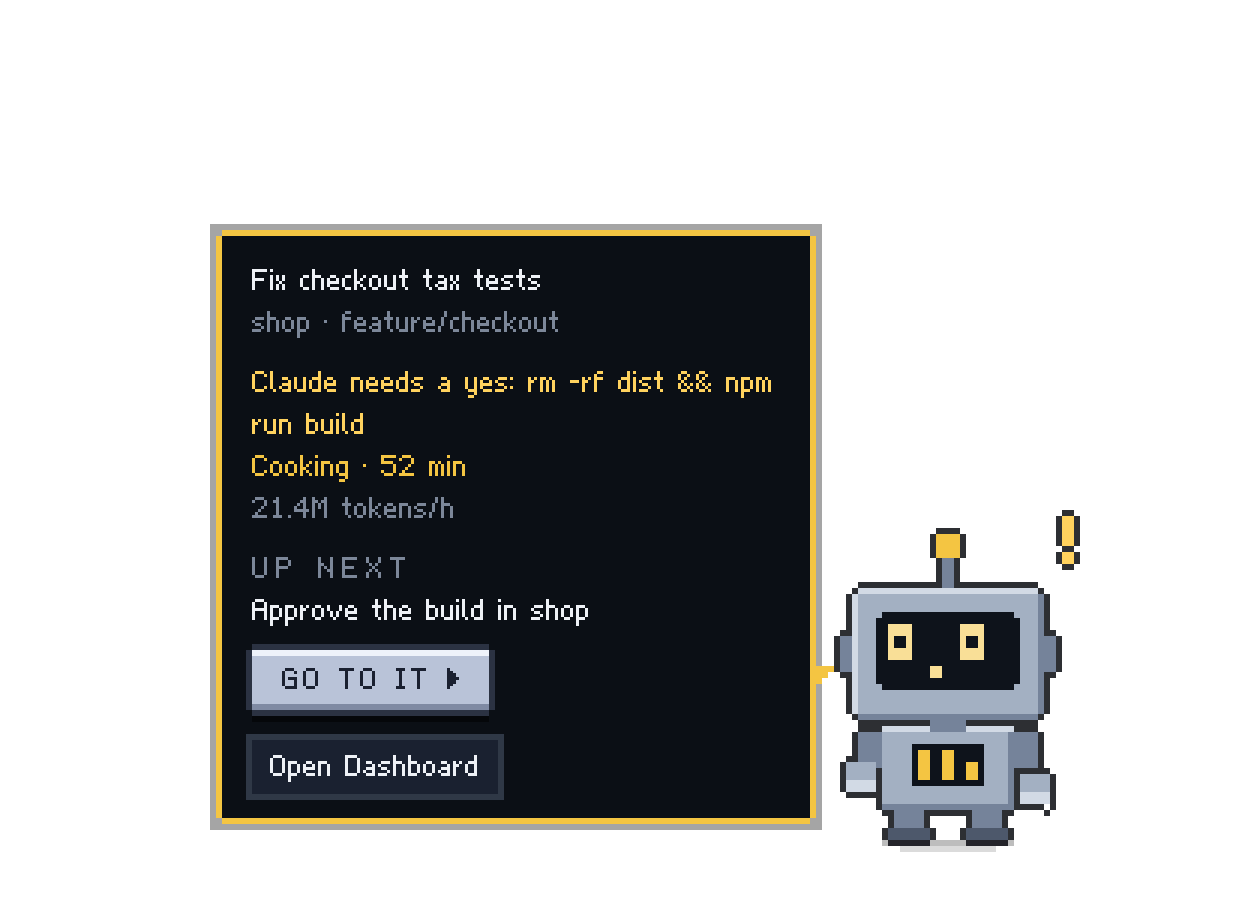 Fix checkout tax tests
shop · feature/checkout
Claude needs a yes: rm -rf dist && npm
run build
Cooking · 52 min
21.4M tokens/h
UP NEXT
Approve the build in shop
GO TO IT
Open Dashboard
!